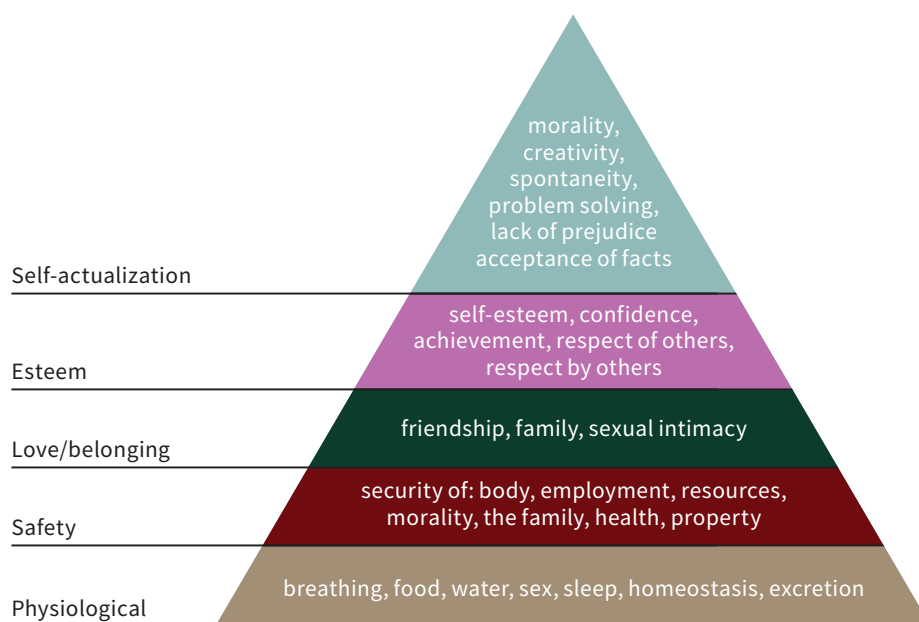 morality,
creativity,
spontaneity,
problem solving,
lack of prejudice
acceptance of facts
Self-actualization
self-esteem, confidence,
achievement, respect of others,
respect by others
Esteem
friendship, family, sexual intimacy
Love/belonging
security of: body, employment, resources,
morality, the family, health, property
Safety
breathing, food, water, sex, sleep, homeostasis, excretion
Physiological